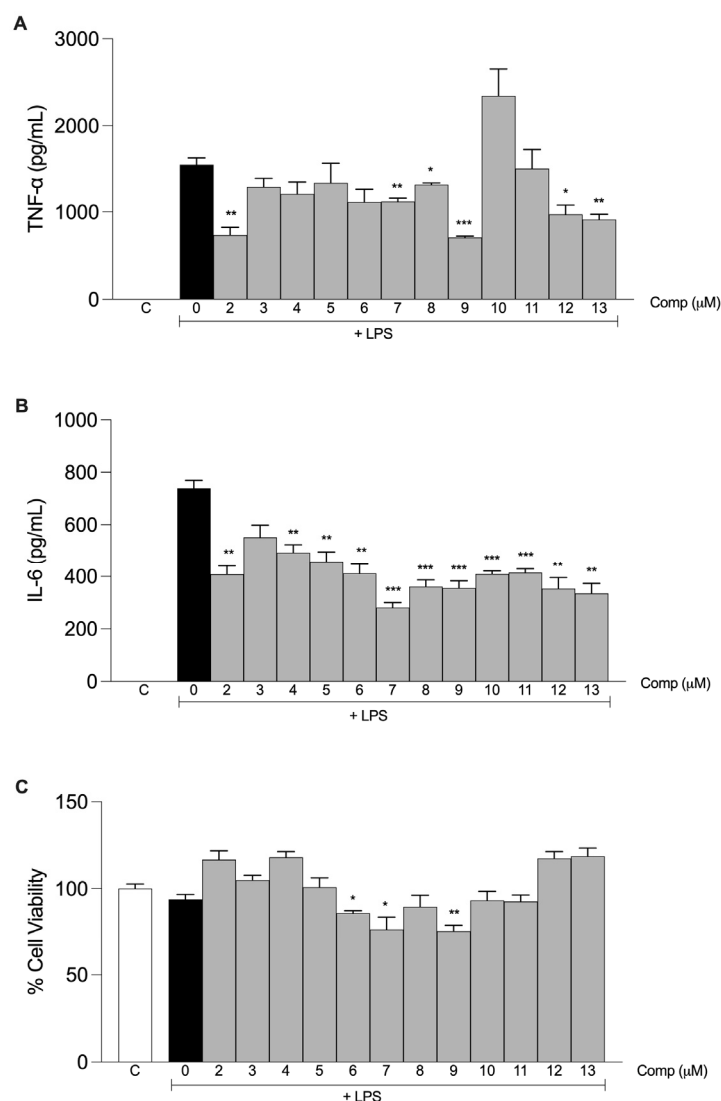 A
TNF-α (pg/mL)
3000
2000
1000
0
** ** * *** * **
C 0 2 3 4 5 6 7 8 9 10 11 12 13 Comp (μM)
+ LPS
B
IL-6 (pg/mL)
1000
800
600
400
200
0
** ** ** ** *** *** *** *** *** ** **
C 0 2 3 4 5 6 7 8 9 10 11 12 13 Comp (μM)
+ LPS
C
% Cell Viability
150
100
50
0
* * **
C 0 2 3 4 5 6 7 8 9 10 11 12 13 Comp (μM)
+ LPS